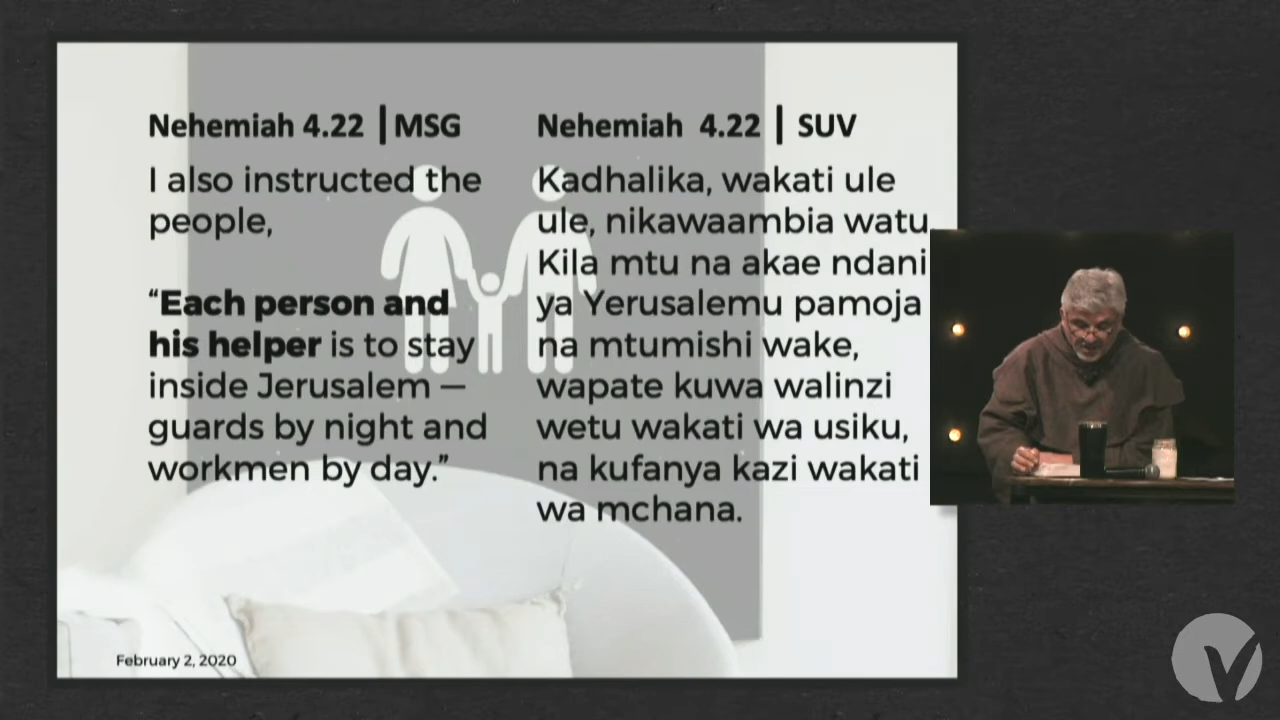 Nehemiah 4.22 | MSG
I also instructed the
people,
“Each person and
his helper is to stay
inside Jerusalem —
guards by night and
workmen by day.”
Nehemiah 4.22 | SUV
Kadhalika, wakati ule
ule, nikawaambia watu,
Kila mtu na akae ndani
ya Yerusalemu pamoja
na mtumishi wake,
wapate kuwa walinzi
wetu wakati wa usiku,
na kufanya kazi wakati
wa mchana.
February 2, 2020